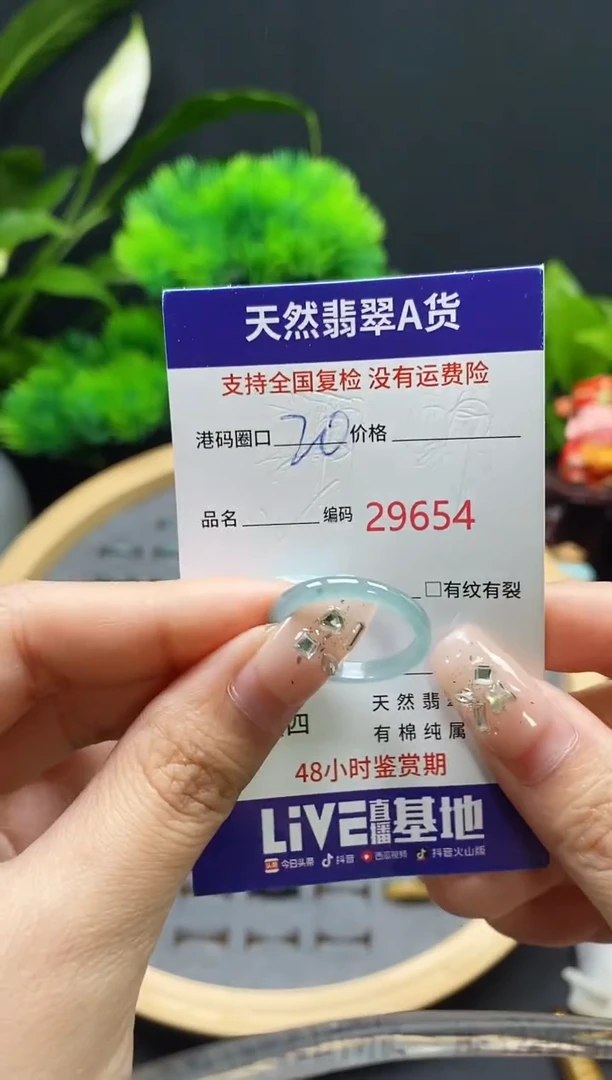 天然翡翠A货
支持全国复检 没有运费险
港码圈口 20 价格
品名 编码 29654
□有纹有裂
四 天然翡
有棉纯属
48小时鉴赏期
LiVE直播基地
头条 今日头条 抖音 西瓜视频 抖音火山版